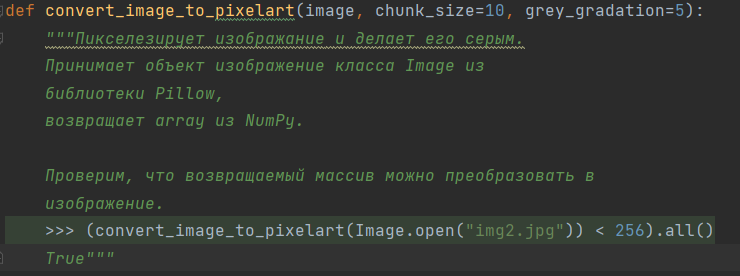 def convert_image_to_pixelart(image, chunk_size=10, grey_gradation=5):
"""Пикселезирует изображание и делает его серым.
Принимает объект изображение класса Image из
библиотеки Pillow,
возвращает array из NumPy.
Проверим, что возвращаемый массив можно преобразовать в
изображение.
>>> (convert_image_to_pixelart(Image.open("img2.jpg")) < 256).all()
True"""